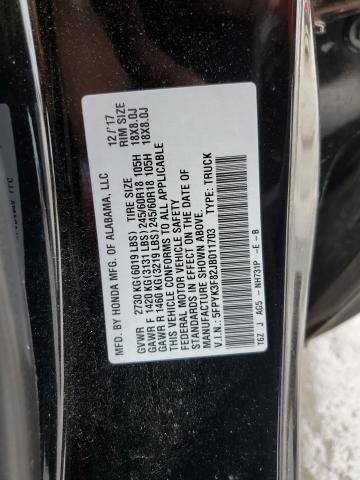 MFD. BY HONDA MFG. OF ALABAMA, LLC 12/'17
TIRE SIZE RIM SIZE
GVWR 2730 KG(6019 LBS)
GAWR F 1420 KG(3131 LBS) 245/60R18 105H 18X8.0J
GAWR R 1460 KG(3219 LBS) 245/60R18 105H 18X8.0J
THIS VEHICLE CONFORMS TO ALL APPLICABLE
FEDERAL MOTOR VEHICLE SAFETY
STANDARDS IN EFFECT ON THE DATE OF
MANUFACTURE SHOWN ABOVE.
V.I.N.: 5FPYK3F82JB011703 TYPE: TRUCK
T6Z J AG5 -NH731P -E-B